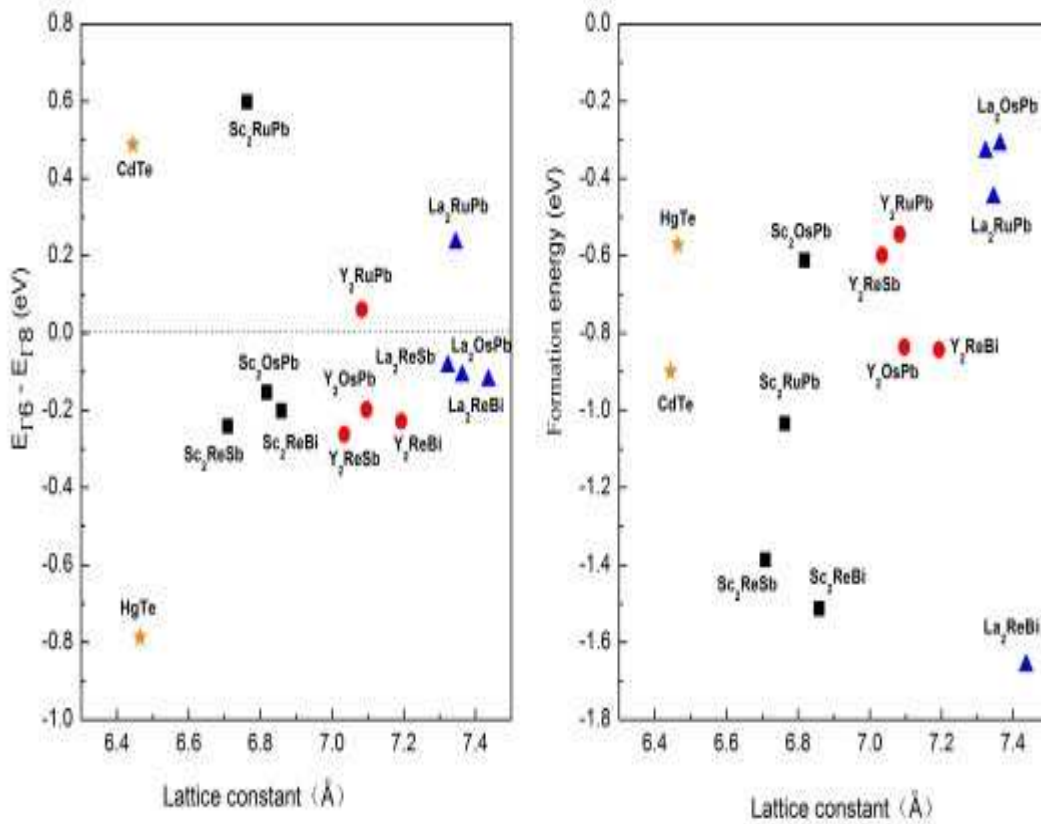 E_Γ6 - E_Γ8 (eV)
0.8
0.6
0.4
0.2
0.0
-0.2
-0.4
-0.6
-0.8
-1.0
Sc₂RuPb
CdTe
La₂RuPb
Y₂RuPb
La₂OsPb
La₂ReSb
Sc₂OsPb
Y₂OsPb
La₂ReBi
Sc₂ReBi
Y₂ReBi
Sc₂ReSb
Y₂ReSb
HgTe
6.4 6.6 6.8 7.0 7.2 7.4
Lattice constant (Å)
Formation energy (eV)
0.0
-0.2
-0.4
-0.6
-0.8
-1.0
-1.2
-1.4
-1.6
-1.8
La₂OsPb
Y₂RuPb
HgTe
La₂RuPb
Sc₂OsPb
Y₂ReSb
Y₂ReBi
Y₂OsPb
CdTe
Sc₂RuPb
Sc₂ReSb
Sc₂ReBi
La₂ReBi
6.4 6.6 6.8 7.0 7.2 7.4
Lattice constant (Å)